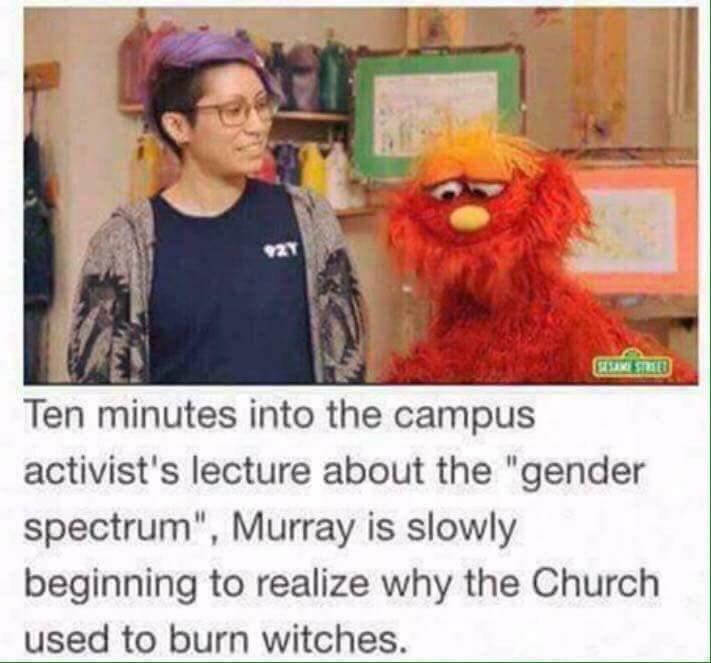 92Y
SESAME STREET
Ten minutes into the campus
activist's lecture about the "gender
spectrum", Murray is slowly
beginning to realize why the Church
used to burn witches.